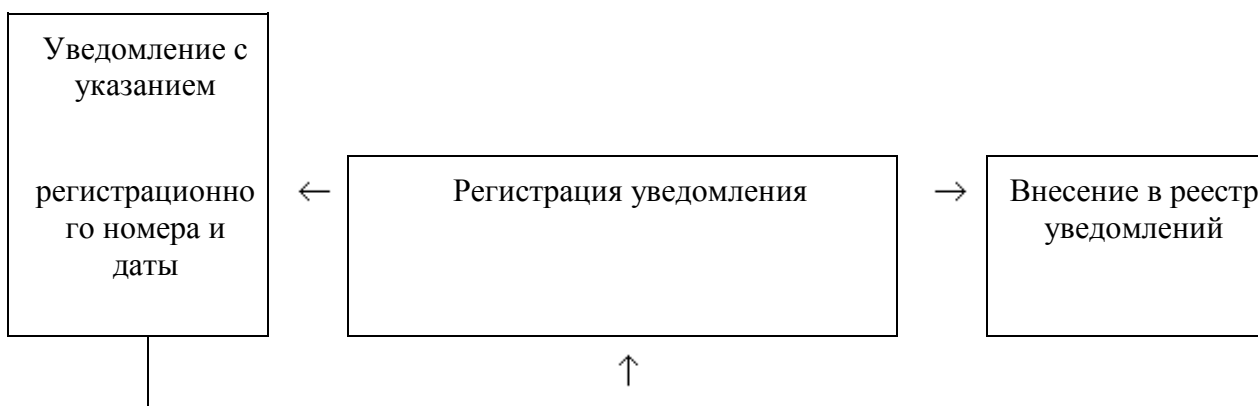 Уведомление с
указанием
регистрационно
го номера и
даты
←
Регистрация уведомления
→
Внесение в реестр
уведомлений
↑